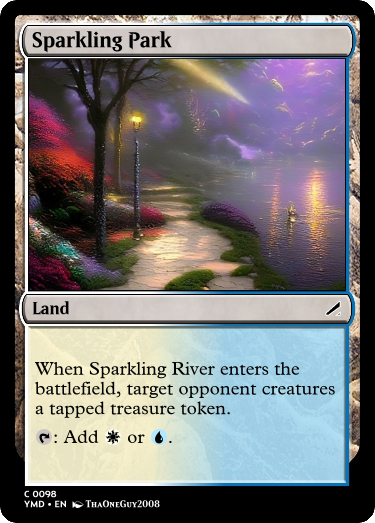 Sparkling Park
Land
When Sparkling River enters the
battlefield, target opponent creatures
a tapped treasure token.
: Add or .
C 0098
YMD • EN ThaOneGuy2008